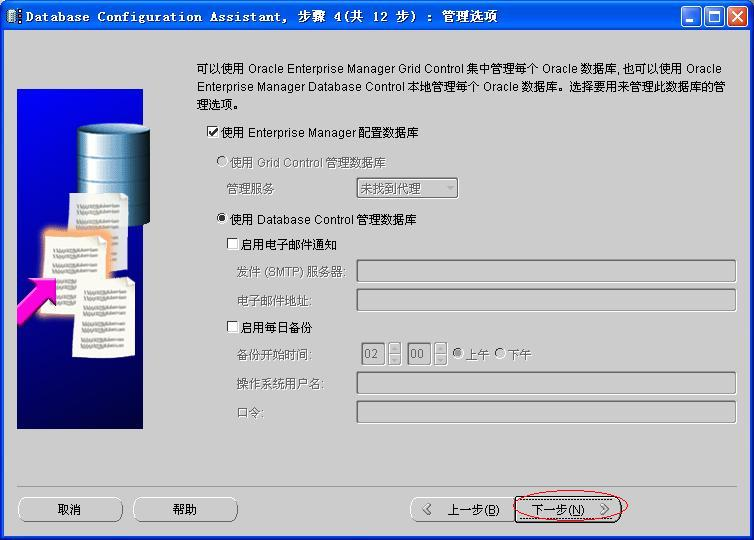 Database Configuration Assistant, 步骤 4(共 12 步) : 管理选项
可以使用 Oracle Enterprise Manager Grid Control 集中管理每个 Oracle 数据库, 也可以使用 Oracle
Enterprise Manager Database Control 本地管理每个 Oracle 数据库。选择要用来管理此数据库的管
理选项。
使用 Enterprise Manager 配置数据库
使用 Grid Control 管理数据库
管理服务 未找到代理
使用 Database Control 管理数据库
启用电子邮件通知
发件 (SMTP) 服务器:
电子邮件地址:
启用每日备份
备份开始时间: 02 00 上午 下午
操作系统用户名:
口令:
取消 帮助 上一步(B) 下一步(N)